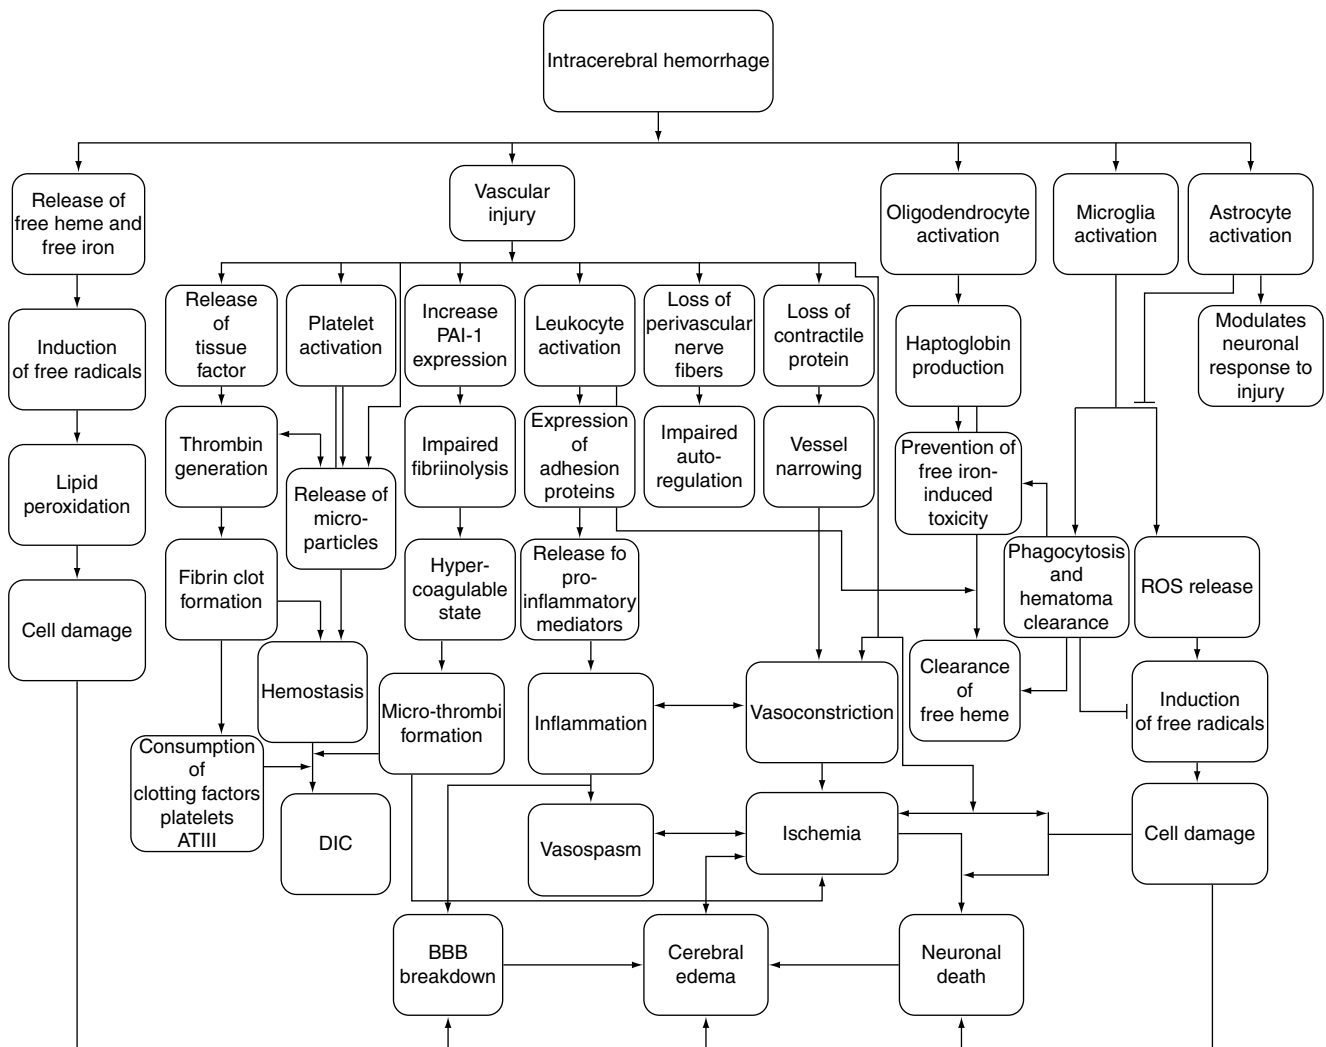 Intracerebral hemorrhage
Release of
free heme and
free iron
Vascular
injury
Oligodendrocyte
activation
Microglia
activation
Astrocyte
activation
Induction
of free radicals
Release
of
tissue
factor
Platelet
activation
Increase
PAI-1
expression
Leukocyte
activation
Loss of
perivascular
nerve
fibers
Loss of
contractile
protein
Haptoglobin
production
Modulates
neuronal
response to
injury
Lipid
peroxidation
Thrombin
generation
Release of
micro-
particles
Impaired
fibriinolysis
Expression
of
adhesion
proteins
Impaired
auto-
regulation
Vessel
narrowing
Prevention of
free iron-
induced
toxicity
Cell damage
Fibrin clot
formation
Hyper-
coagulable
state
Release fo
pro-
inflammatory
mediators
Phagocytosis
and
hematoma
clearance
ROS release
Hemostasis
Micro-thrombi
formation
Inflammation
Vasoconstriction
Clearance
of
free heme
Induction
of free radicals
Consumption
of
clotting factors
platelets
ATIII
DIC
Vasospasm
Ischemia
Cell damage
BBB
breakdown
Cerebral
edema
Neuronal
death